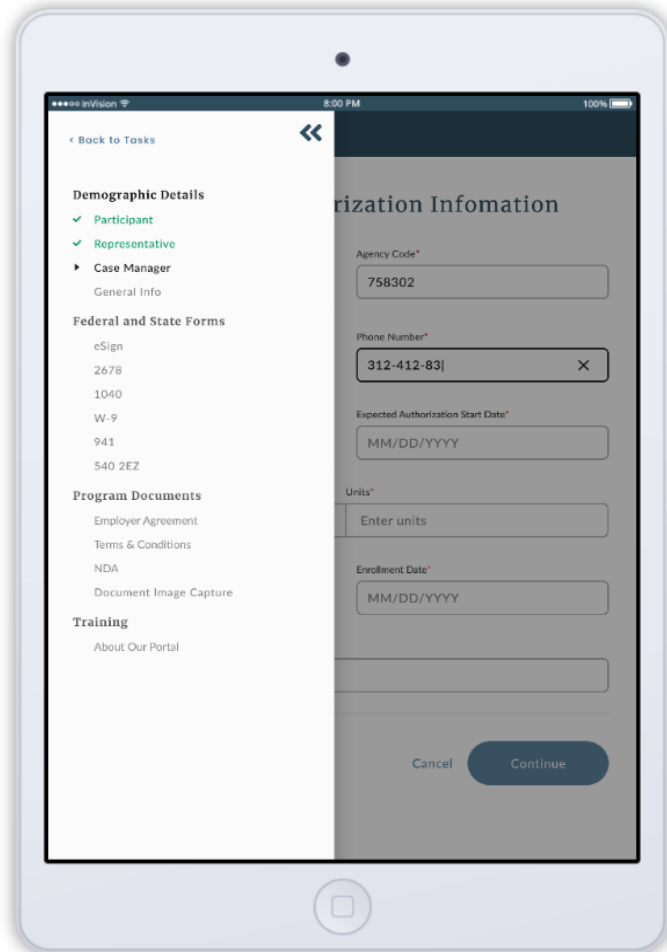 InVision
8:00 PM
100%
< Back to Tasks
Demographic Details
Participant
Representative
Case Manager
General Info
Federal and State Forms
eSign
2678
1040
W-9
941
540 2EZ
Program Documents
Employer Agreement
Terms & Conditions
NDA
Document Image Capture
Training
About Our Portal
rization Infomation
Agency Code*
758302
Phone Number*
312-412-83
Expected Authorization Start Date*
MM/DD/YYYY
Units*
Enter units
Enrollment Date*
MM/DD/YYYY
Cancel
Continue